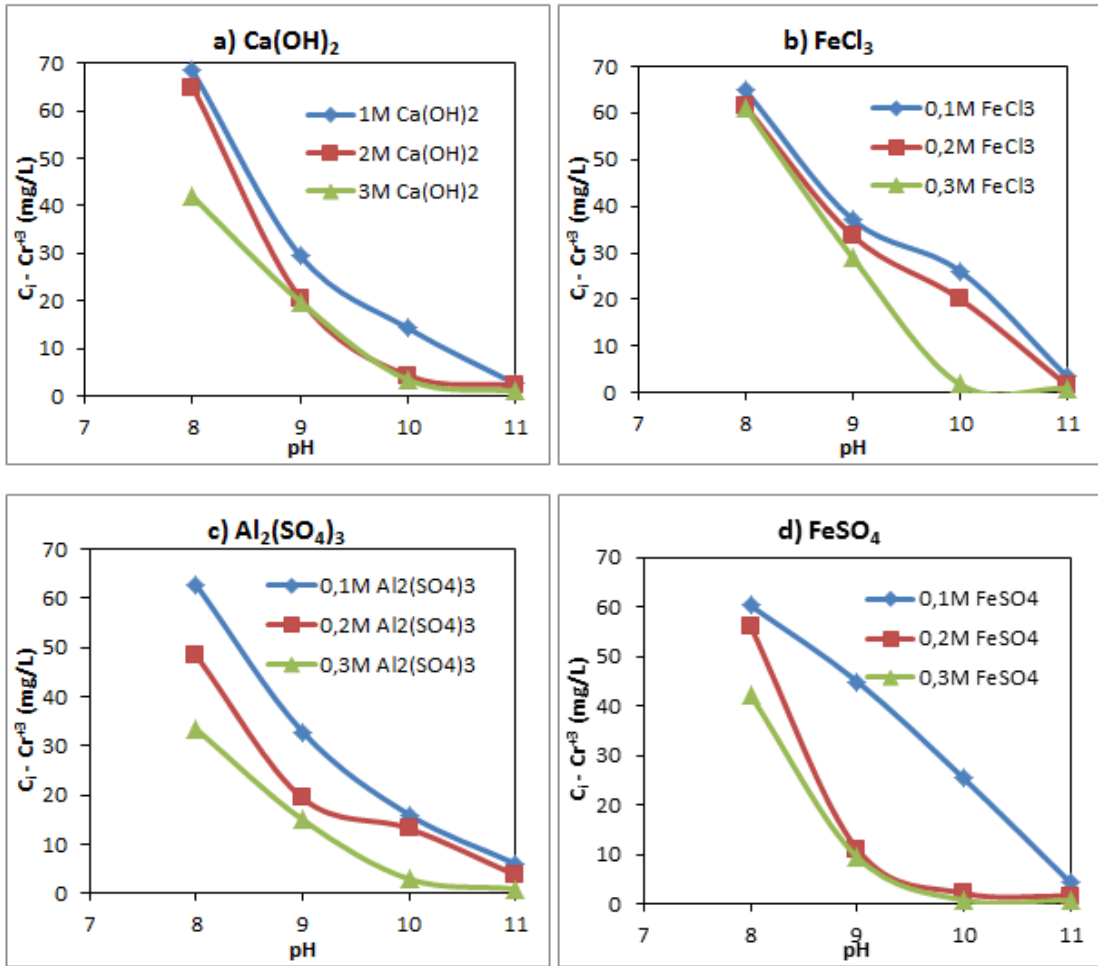 a) Ca(OH)₂
70
60
50
40
30
20
10
0
7 8 9 10 11
pH
Cᵢ - Cr⁺³ (mg/L)
1M Ca(OH)2
2M Ca(OH)2
3M Ca(OH)2
b) FeCl₃
70
60
50
40
30
20
10
0
7 8 9 10 11
pH
Cᵢ - Cr⁺³ (mg/L)
0,1M FeCl3
0,2M FeCl3
0,3M FeCl3
c) Al₂(SO₄)₃
70
60
50
40
30
20
10
0
7 8 9 10 11
pH
Cᵢ - Cr⁺³ (mg/L)
0,1M Al2(SO4)3
0,2M Al2(SO4)3
0,3M Al2(SO4)3
d) FeSO₄
70
60
50
40
30
20
10
0
7 8 9 10 11
pH
Cᵢ - Cr⁺³ (mg/L)
0,1M FeSO4
0,2M FeSO4
0,3M FeSO4